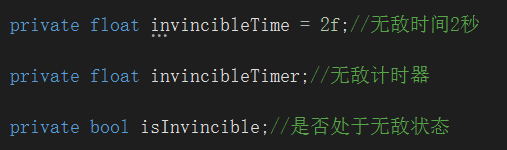 private float invincibleTime = 2f;//无敌时间2秒
private float invincibleTimer;//无敌计时器
private bool isInvincible;//是否处于无敌状态